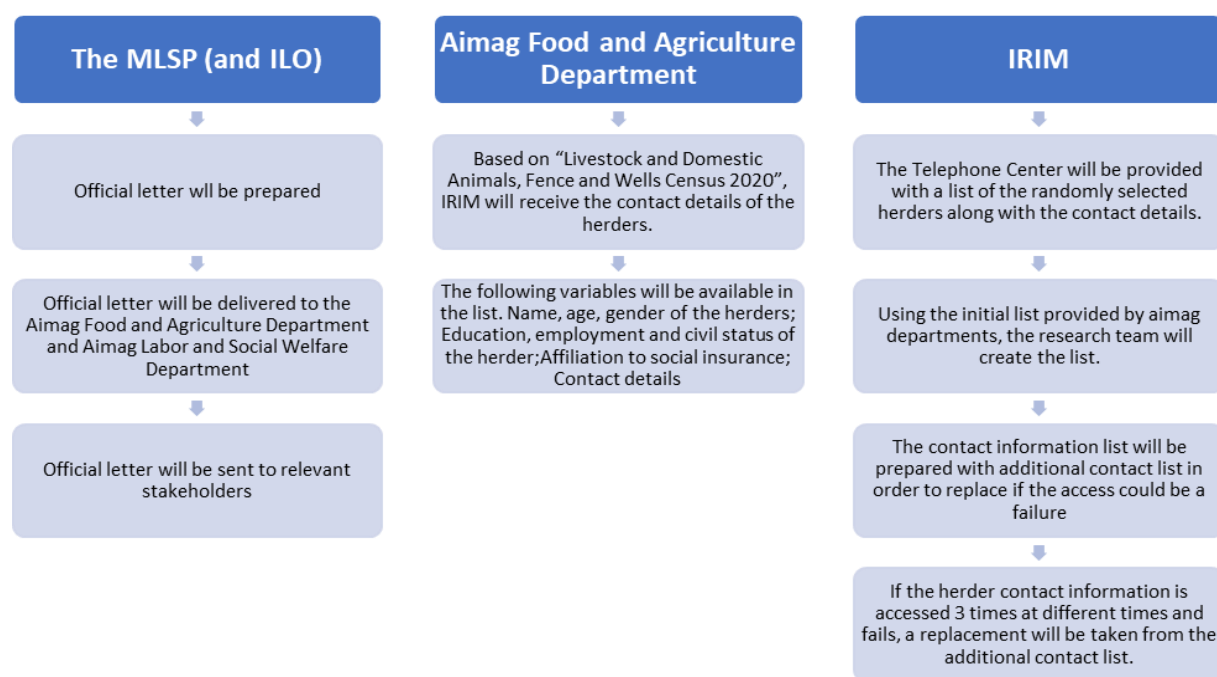 The MLSP (and ILO)
Official letter wll be prepared
Official letter will be delivered to the
Aimag Food and Agriculture Department
and Aimag Labor and Social Welfare
Department
Official letter will be sent to relevant
stakeholders
Aimag Food and Agriculture
Department
Based on “Livestock and Domestic
Animals, Fence and Wells Census 2020”,
IRIM will receive the contact details of the
herders.
The following variables will be available in
the list. Name, age, gender of the herders;
Education, employment and civil status of
the herder;Affiliation to social insurance;
Contact details
IRIM
The Telephone Center will be provided
with a list of the randomly selected
herders along with the contact details.
Using the initial list provided by aimag
departments, the research team will
create the list.
The contact information list will be
prepared with additional contact list in
order to replace if the access could be a
failure
If the herder contact information is
accessed 3 times at different times and
fails, a replacement will be taken from the
additional contact list.